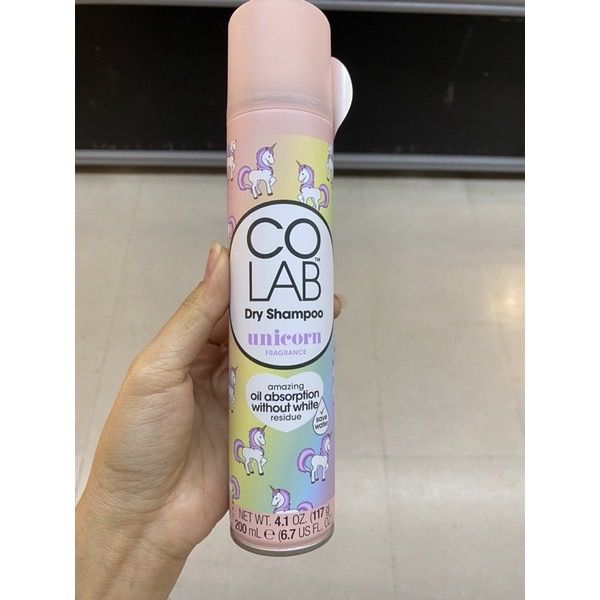 CO
LAB™
Dry Shampoo
unicorn
FRAGRANCE
amazing
oil absorption
without white
residue
save
water
NET WT. 4.1 OZ. (117 g
200 mL ℮ (6.7 US FL. OZ